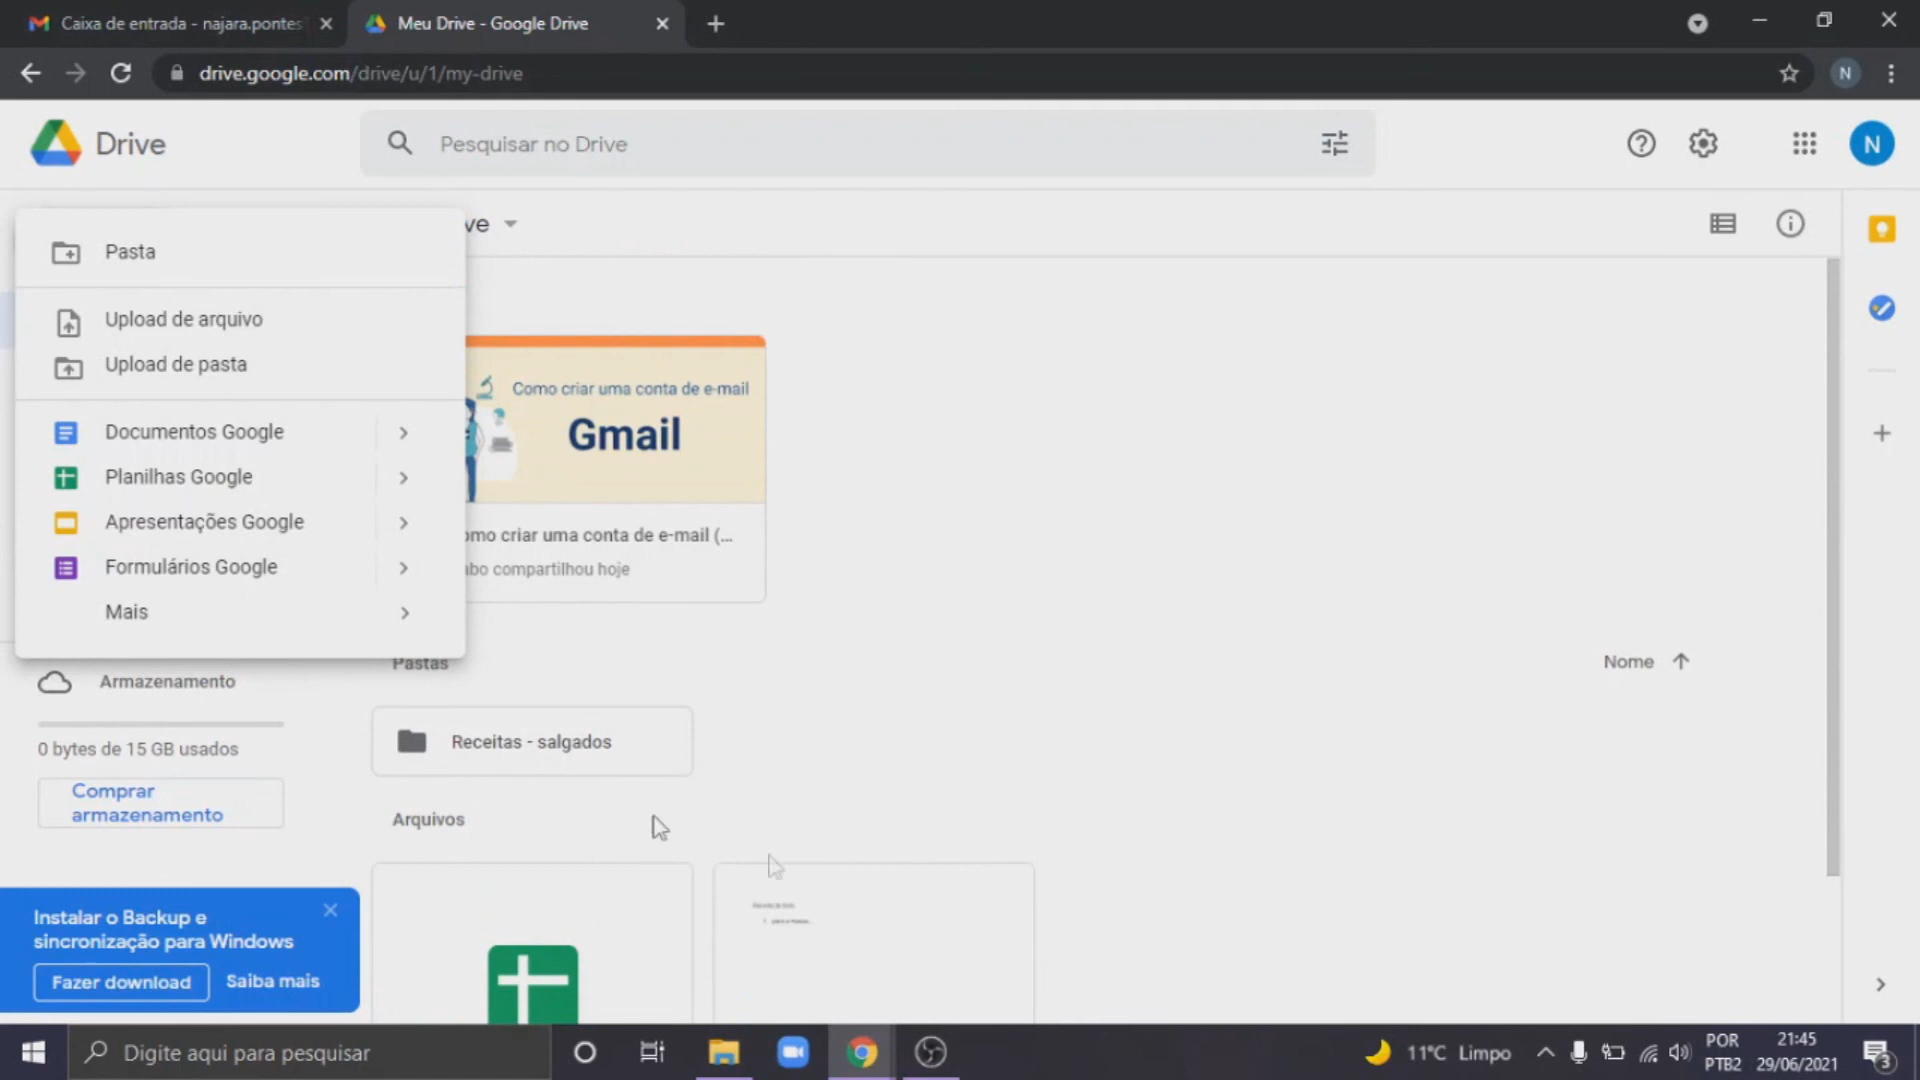 Caixa de entrada - najara.pontes
Meu Drive - Google Drive
drive.google.com/drive/u/1/my-drive
N
Drive
Pesquisar no Drive
N
ve
Pasta
Upload de arquivo
Upload de pasta
Documentos Google
Planilhas Google
Apresentações Google
Formulários Google
Mais
Como criar uma conta de e-mail
Gmail
omo criar uma conta de e-mail (...
abo compartilhou hoje
Pastas
Nome
Armazenamento
0 bytes de 15 GB usados
Comprar
armazenamento
Receitas - salgados
Arquivos
Instalar o Backup e
sincronização para Windows
Fazer download
Saiba mais
Digite aqui para pesquisar
11°C Limpo
POR
PTB2
21:45
29/06/2021
3